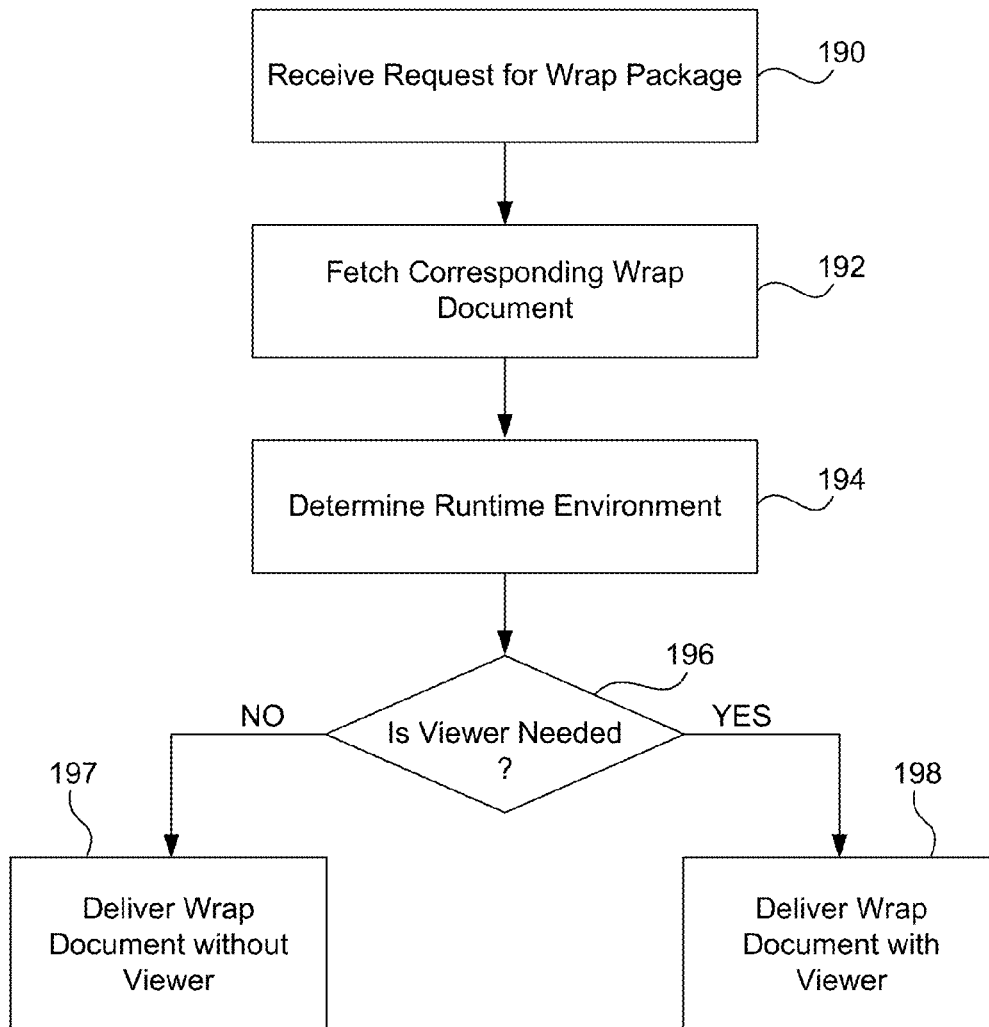 Receive Request for Wrap Package
190
Fetch Corresponding Wrap
Document
192
Determine Runtime Environment
194
Is Viewer Needed
?
196
NO
YES
197
198
Deliver Wrap
Document without
Viewer
Deliver Wrap
Document with
Viewer